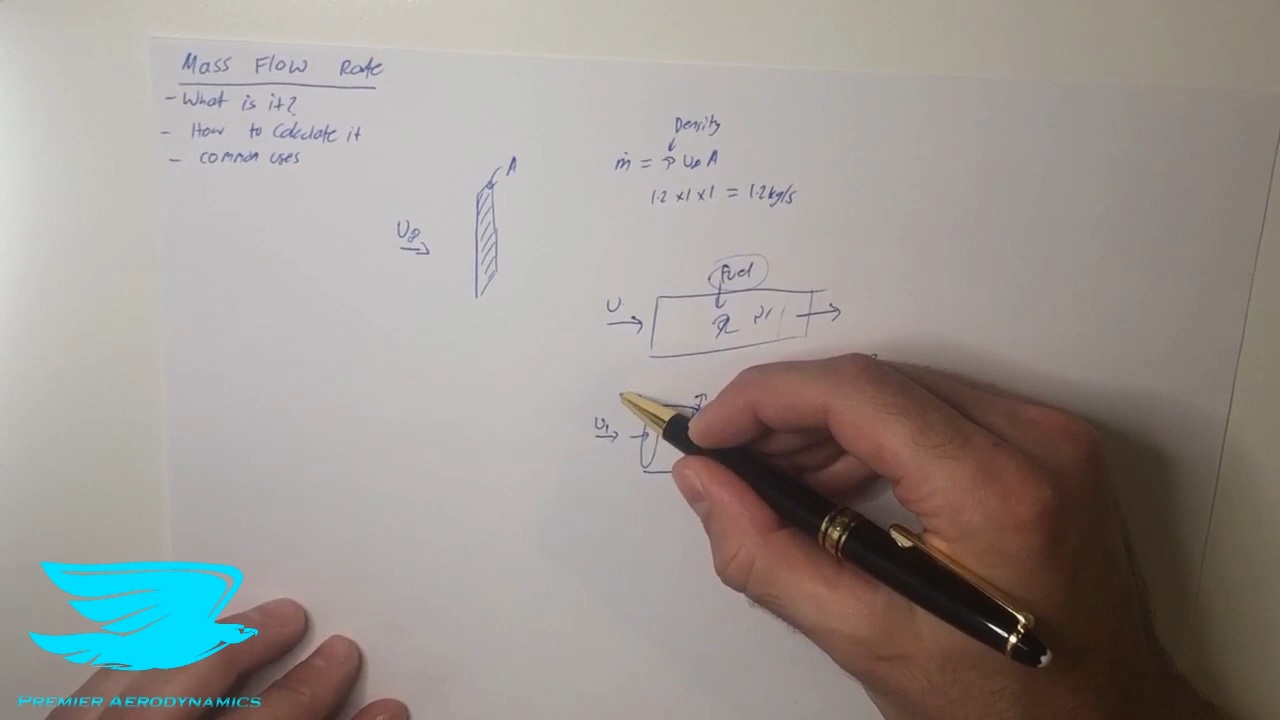 Mass Flow Rate
- What is it?
- How to Calculate it
- common uses
A
U∞
Density
ṁ = ρ U∞ A
1.2 x 1 x 1 = 1.2 kg/s
Fuel
U
U₁
PREMIER AERODYNAMICS